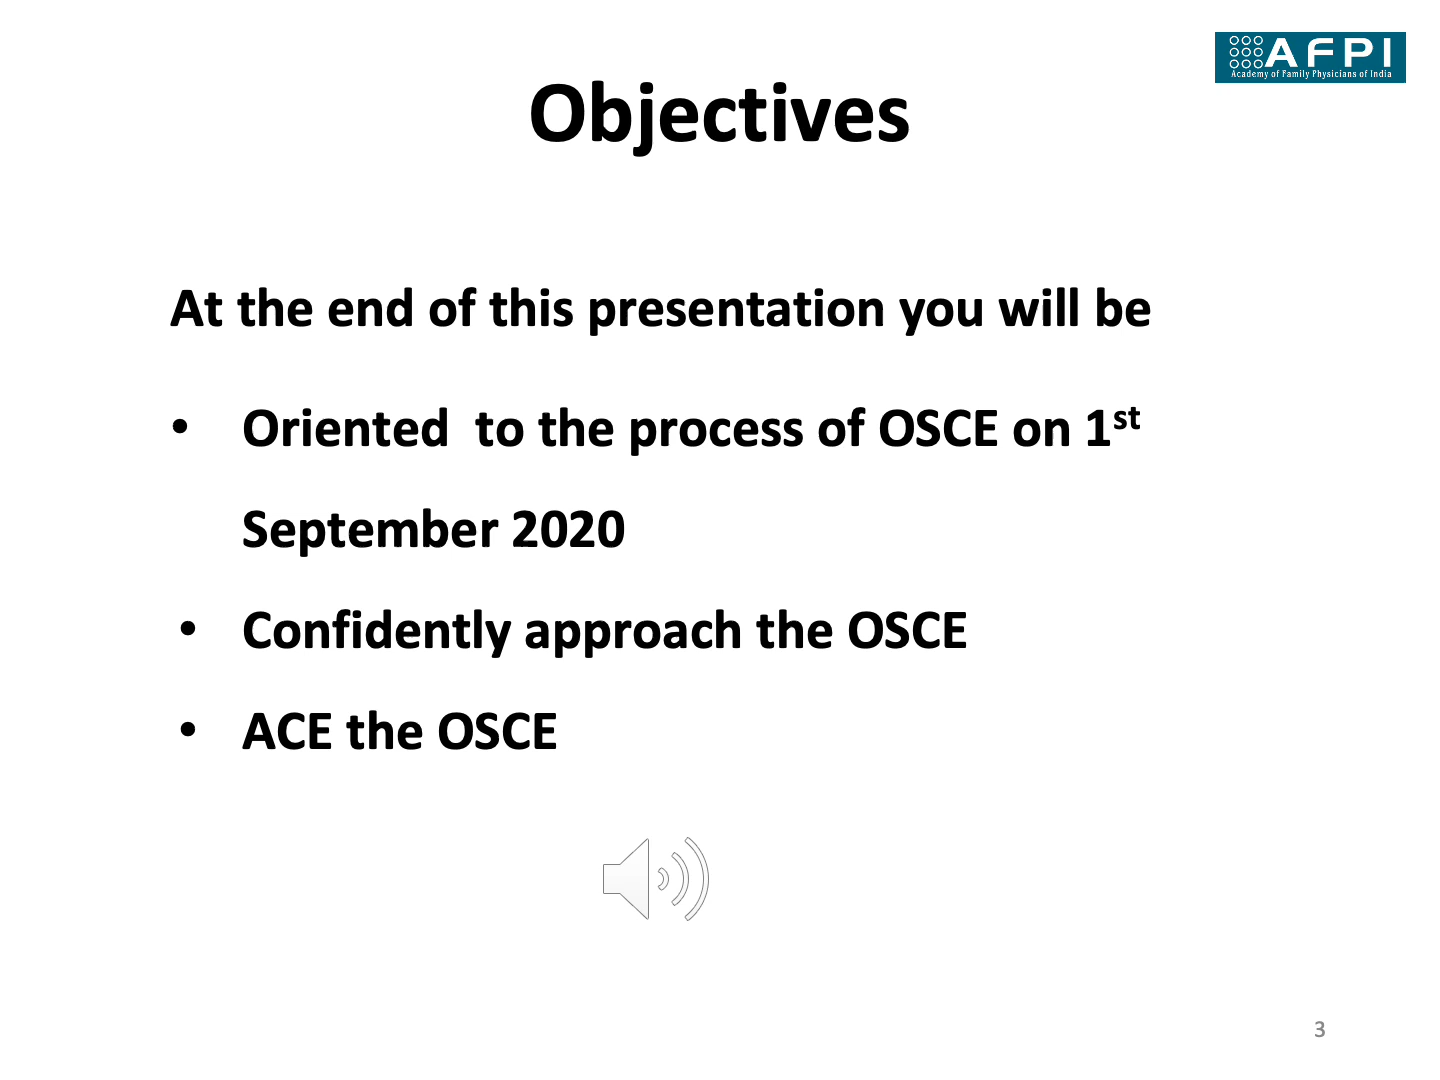 AFPI
Academy of Family Physicians of India
Objectives
At the end of this presentation you will be
• Oriented  to the process of OSCE on 1st
September 2020
• Confidently approach the OSCE
• ACE the OSCE
3